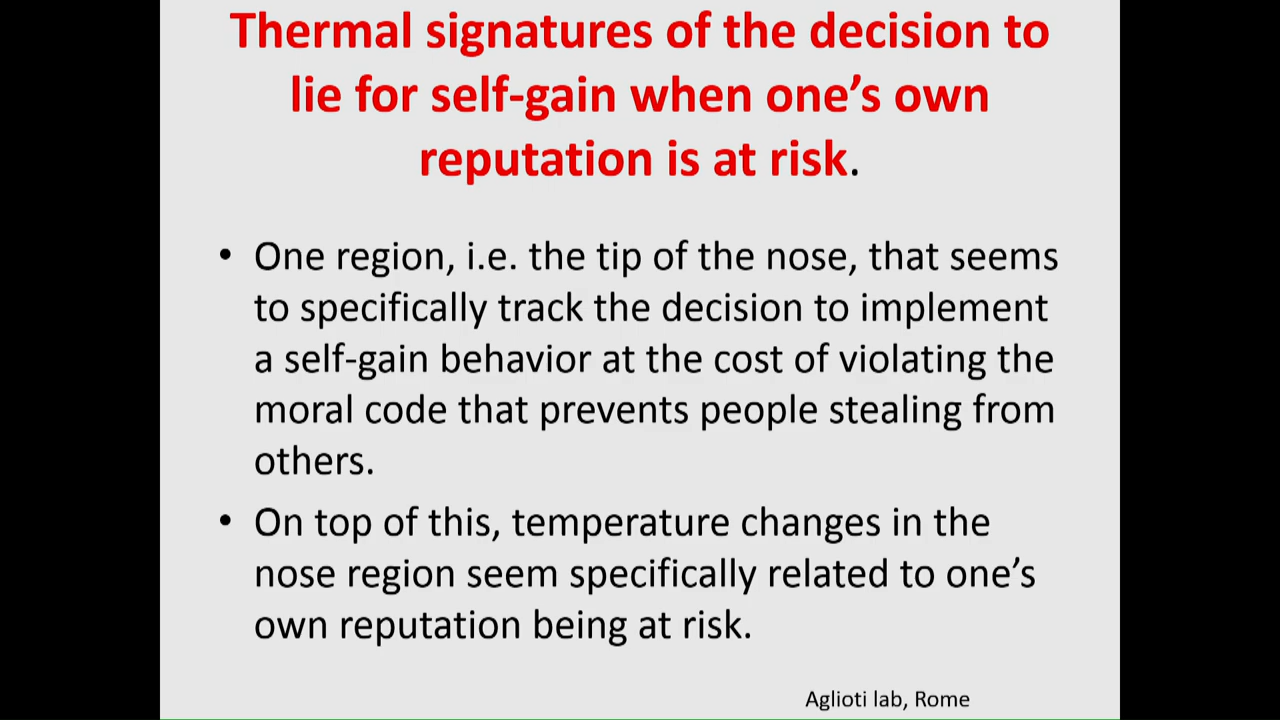 Thermal signatures of the decision to
lie for self-gain when one’s own
reputation is at risk.
• One region, i.e. the tip of the nose, that seems
to specifically track the decision to implement
a self-gain behavior at the cost of violating the
moral code that prevents people stealing from
others.
• On top of this, temperature changes in the
nose region seem specifically related to one’s
own reputation being at risk.
Aglioti lab, Rome